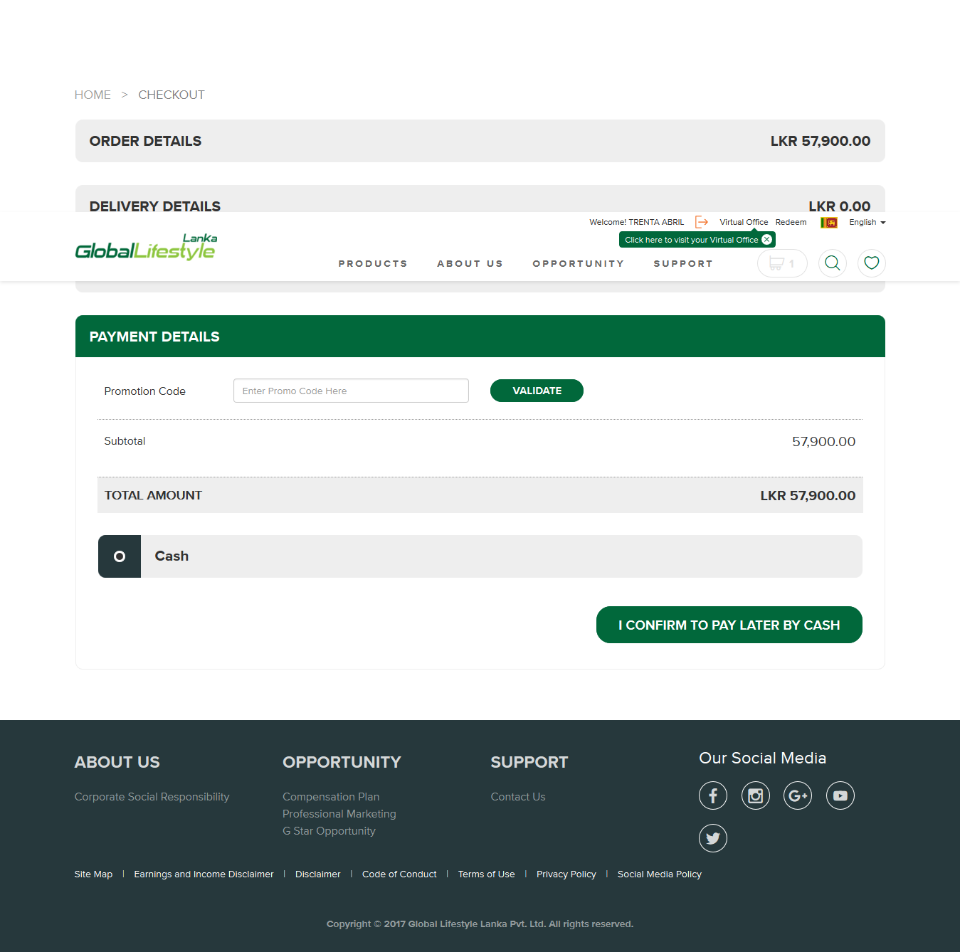 HOME > CHECKOUT
ORDER DETAILS LKR 57,900.00
DELIVERY DETAILS LKR 0.00
Welcome! TRENTA ABRIL Virtual Office Redeem English
Click here to visit your Virtual Office
Lanka
GlobalLifestyle
PRODUCTS ABOUT US OPPORTUNITY SUPPORT 1
PAYMENT DETAILS
Promotion Code Enter Promo Code Here VALIDATE
Subtotal 57,900.00
TOTAL AMOUNT LKR 57,900.00
Cash
I CONFIRM TO PAY LATER BY CASH
ABOUT US OPPORTUNITY SUPPORT Our Social Media
Corporate Social Responsibility Compensation Plan Contact Us
Professional Marketing
G Star Opportunity
Site Map | Earnings and Income Disclaimer | Disclaimer | Code of Conduct | Terms of Use | Privacy Policy | Social Media Policy
Copyright © 2017 Global Lifestyle Lanka Pvt. Ltd. All rights reserved.